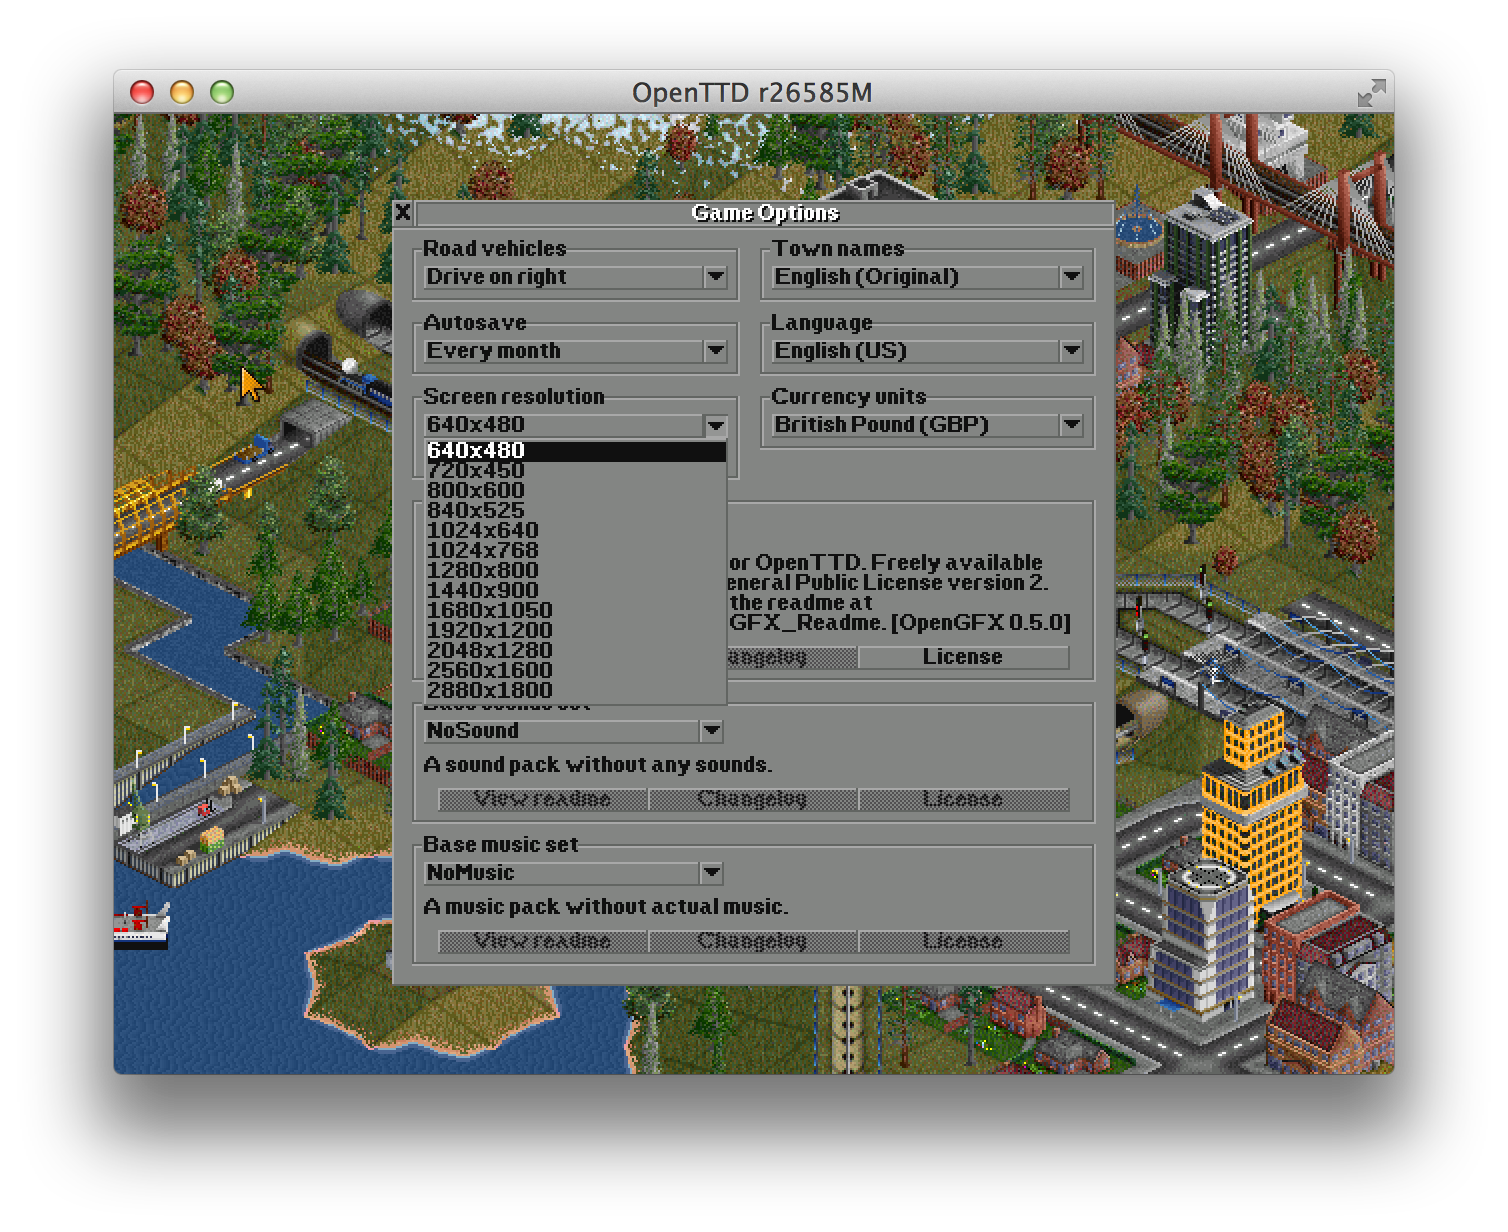 OpenTTD r26585M
X
Game Options
Road vehicles
Drive on right
Town names
English (Original)
Autosave
Every month
Language
English (US)
Screen resolution
640x480
Currency units
British Pound (GBP)
640x480
720x450
800x600
840x525
1024x640
1024x768
1280x800
1440x900
1680x1050
1920x1200
2048x1280
2560x1600
2880x1800
or OpenTTD. Freely available
eneral Public License version 2.
the readme at
GFX_Readme. [OpenGFX 0.5.0]
angelog
License
Base sounds set
NoSound
A sound pack without any sounds.
View readme
Changelog
License
Base music set
NoMusic
A music pack without actual music.
View readme
Changelog
License